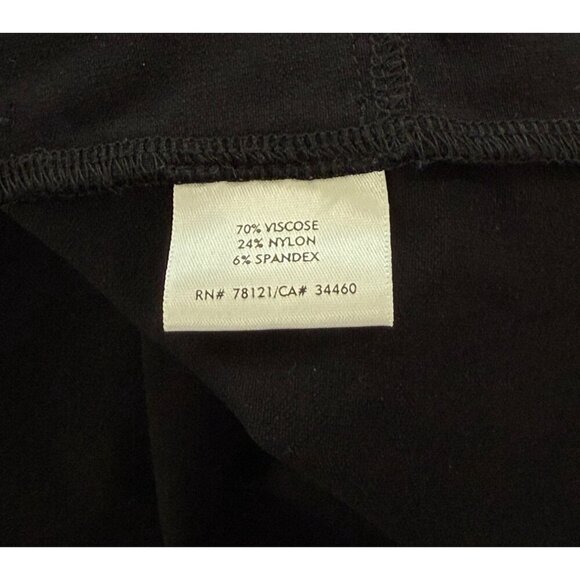 70% VISCOSE
24% NYLON
6% SPANDEX
RN# 78121/CA# 34460